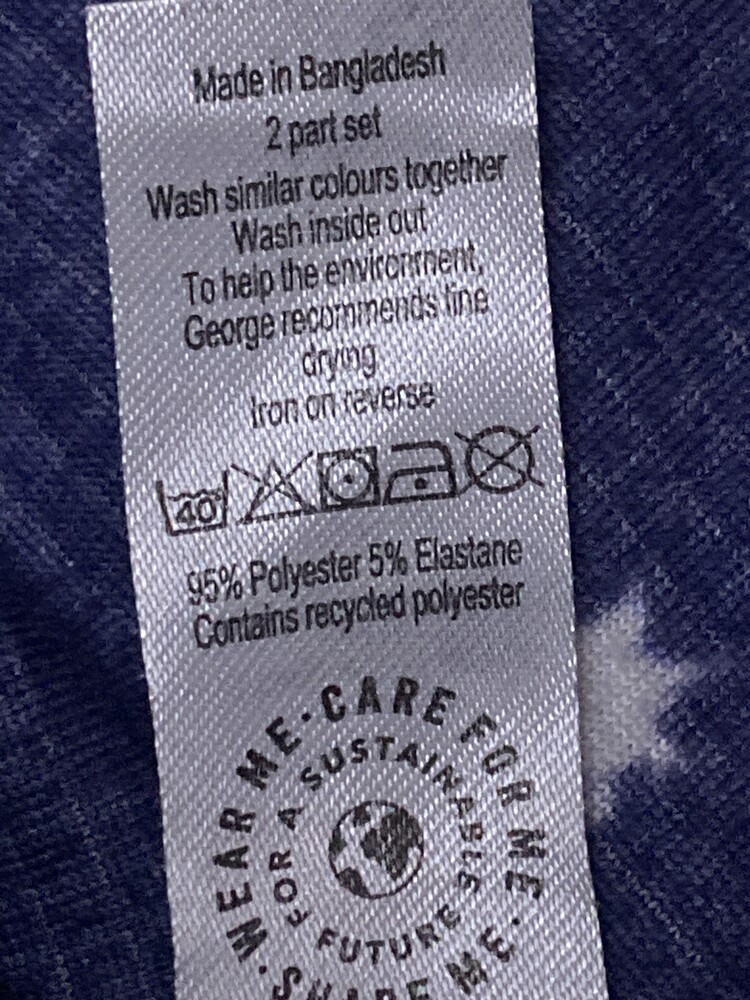 Made in Bangladesh
2 part set
Wash similar colours together
Wash inside out
To help the environment,
George recommends line
drying
Iron on reverse
40
95% Polyester 5% Elastane
Contains recycled polyester
WEAR ME · CARE FOR ME · SHARE ME ·
FOR A SUSTAINABLE FUTURE